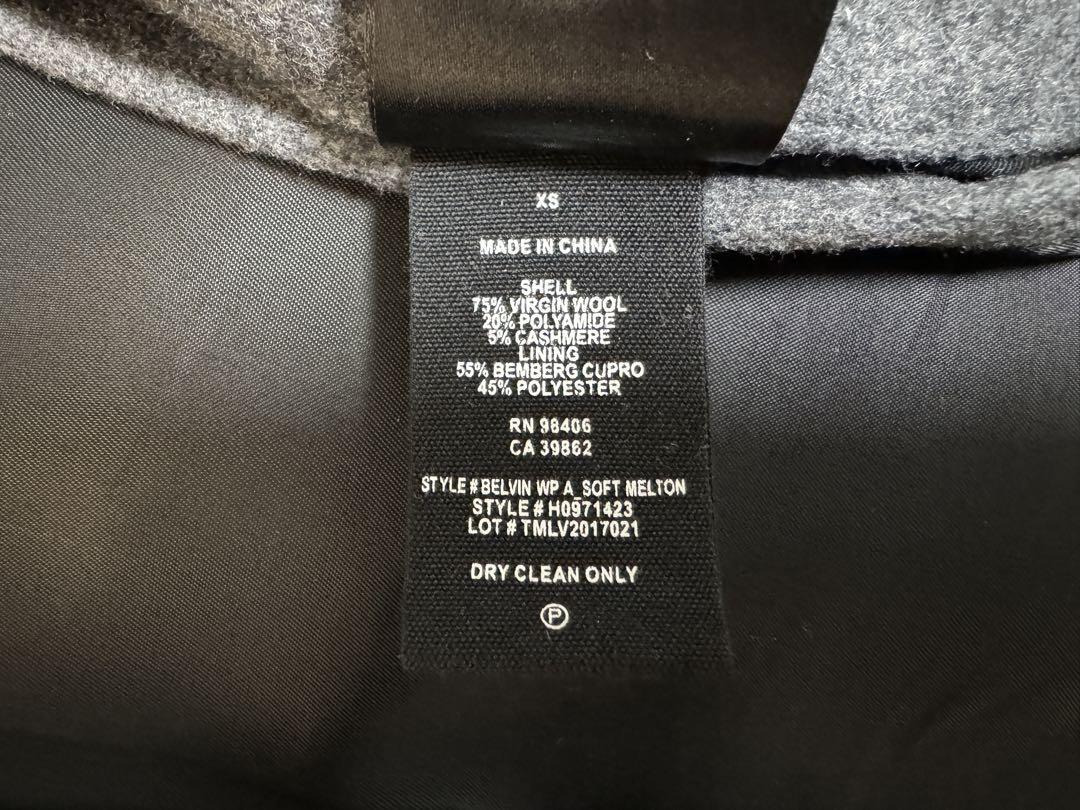 XS
MADE IN CHINA
SHELL
75% VIRGIN WOOL
20% POLYAMIDE
5% CASHMERE
LINING
55% BEMBERG CUPRO
45% POLYESTER
RN 98406
CA 39862
STYLE # BELVIN WP A_SOFT MELTON
STYLE # H0971423
LOT # TMLV2017021
DRY CLEAN ONLY
P